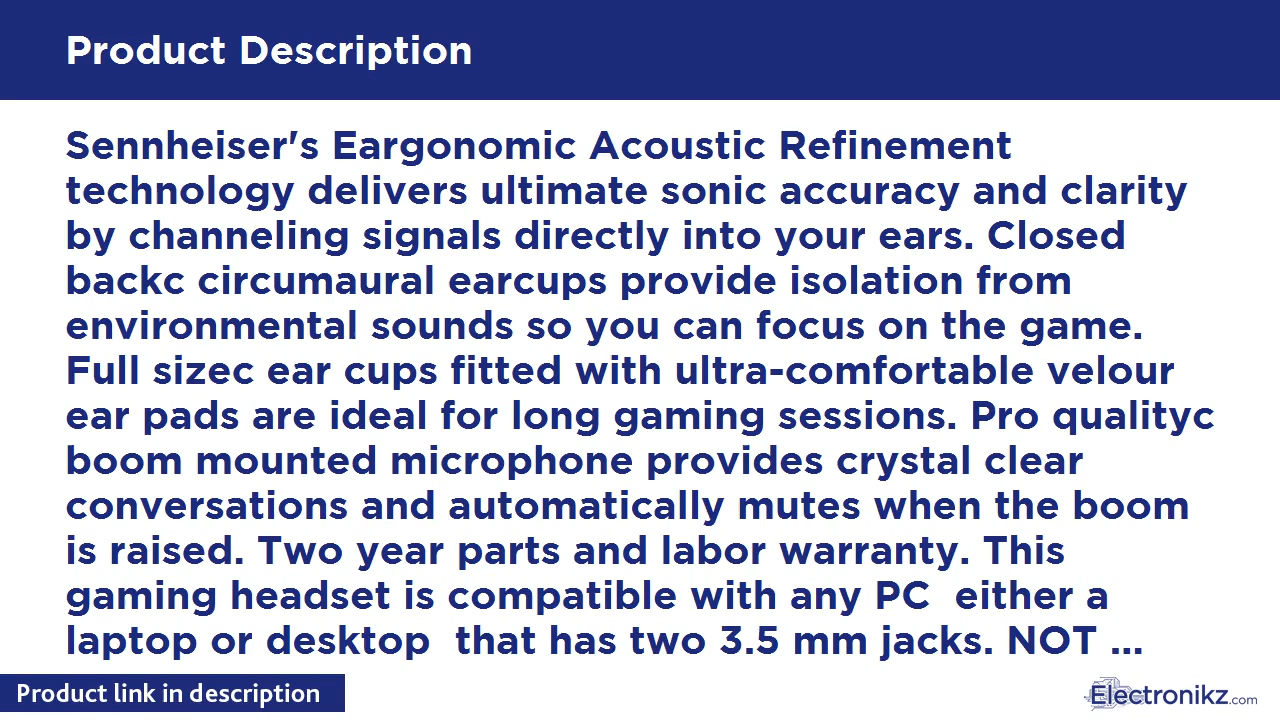 Product Description
Sennheiser's Eargonomic Acoustic Refinement
technology delivers ultimate sonic accuracy and clarity
by channeling signals directly into your ears. Closed
backc circumaural earcups provide isolation from
environmental sounds so you can focus on the game.
Full sizec ear cups fitted with ultra-comfortable velour
ear pads are ideal for long gaming sessions. Pro qualityc
boom mounted microphone provides crystal clear
conversations and automatically mutes when the boom
is raised. Two year parts and labor warranty. This
gaming headset is compatible with any PC  either a
laptop or desktop  that has two 3.5 mm jacks. NOT ...
Product link in description
Electronikz.com